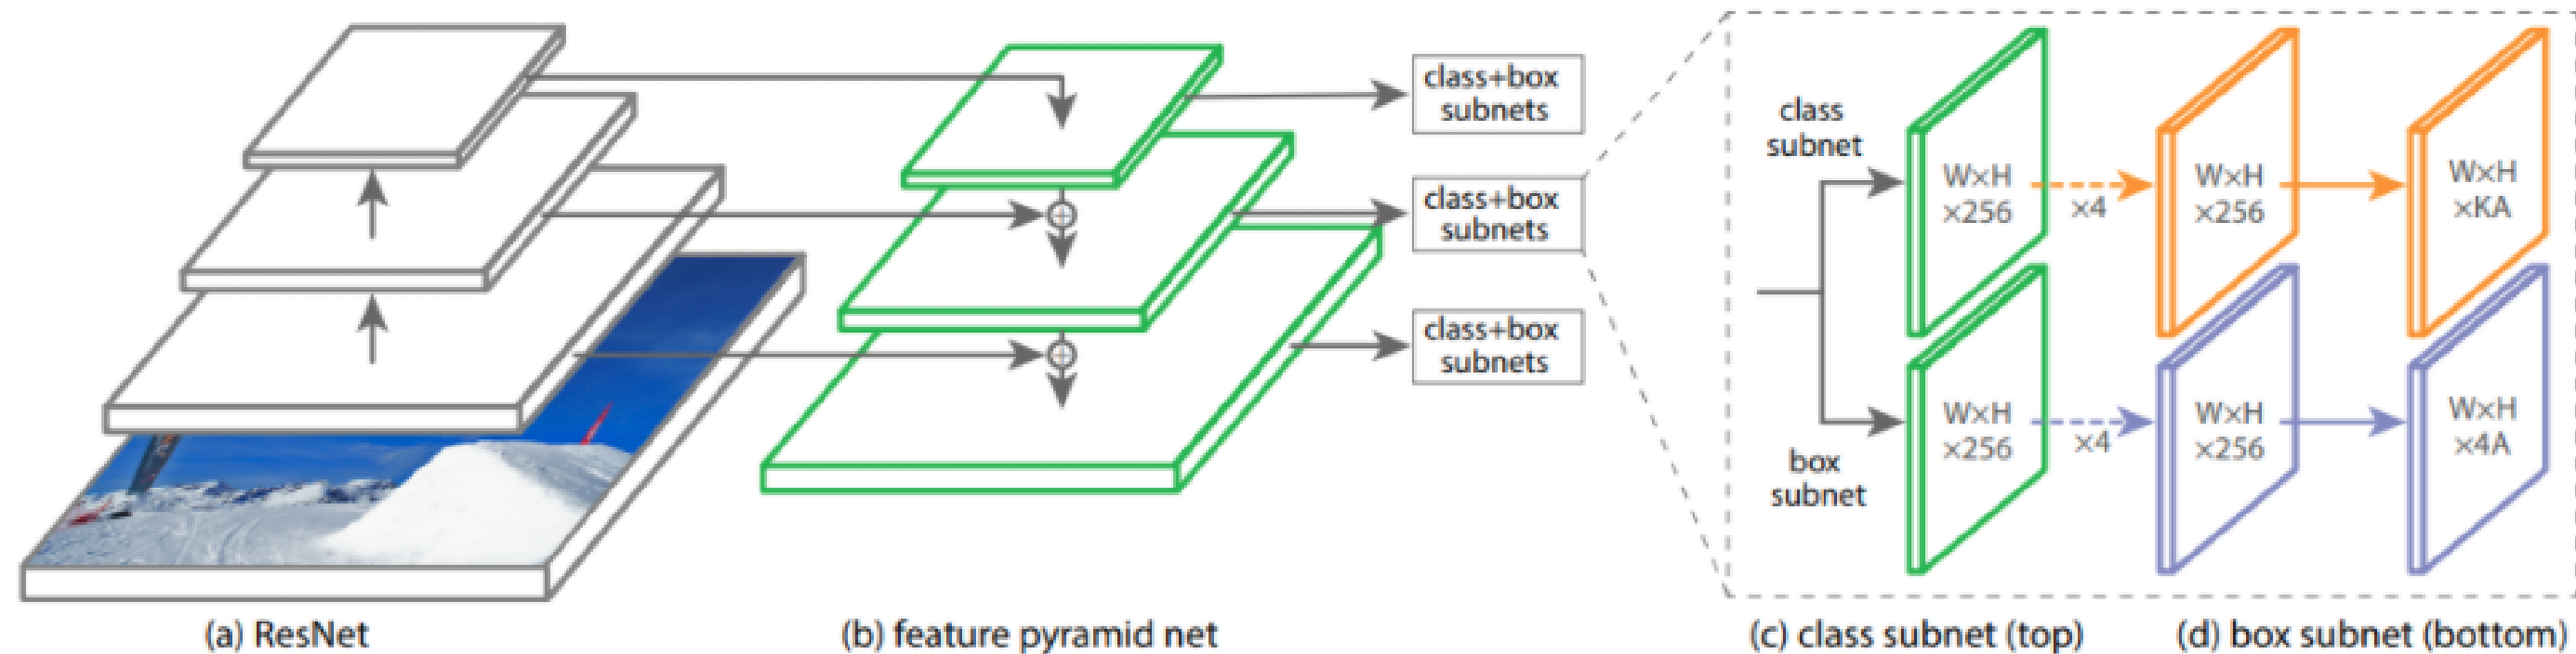 class+box
subnets
class+box
subnets
class+box
subnets
class
subnet
W×H
×256
×4
W×H
×256
W×H
×KA
box
subnet
W×H
×256
×4
W×H
×256
W×H
×4A
(a) ResNet
(b) feature pyramid net
(c) class subnet (top)
(d) box subnet (bottom)